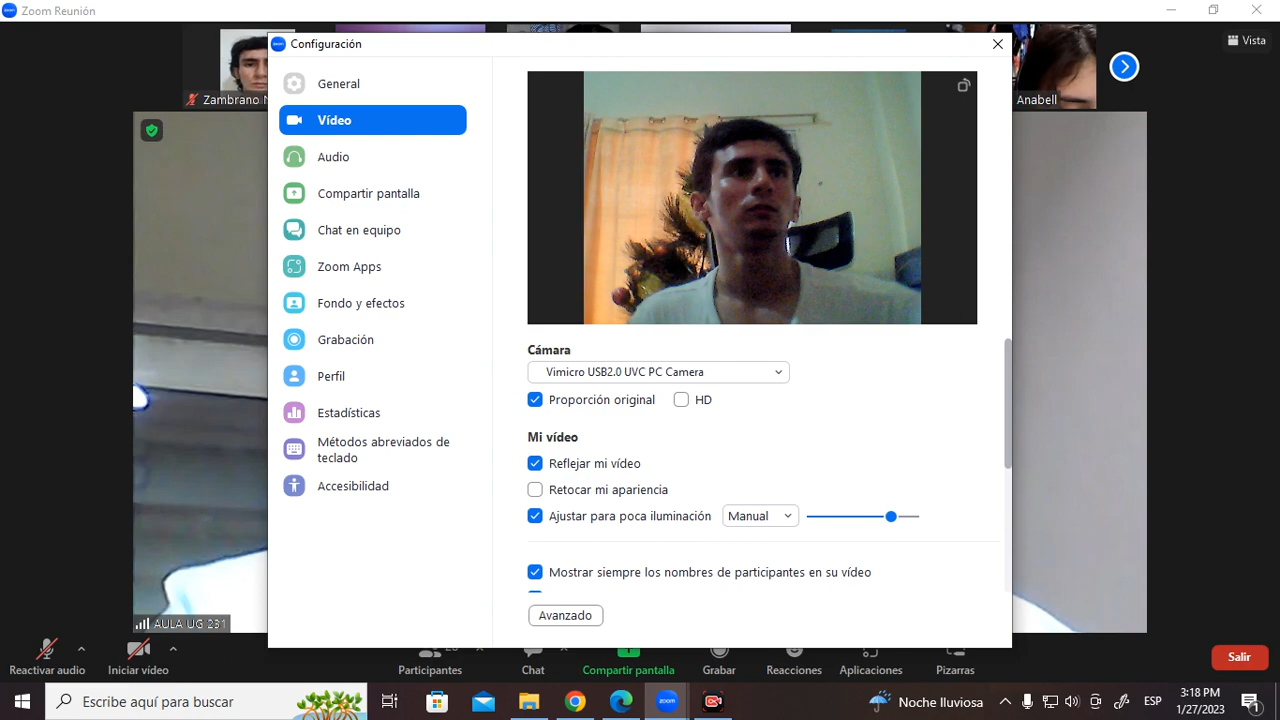 Zoom Reunión
zoom Configuración
Vista
Zambrano
Anabell
General
Vídeo
Audio
Compartir pantalla
Chat en equipo
Zoom Apps
Fondo y efectos
Grabación
Perfil
Estadísticas
Métodos abreviados de
teclado
Accesibilidad
Cámara
Vimicro USB2.0 UVC PC Camera
Proporción original
HD
Mi vídeo
Reflejar mi vídeo
Retocar mi apariencia
Ajustar para poca iluminación
Manual
Mostrar siempre los nombres de participantes en su vídeo
Avanzado
AULA UG 231
Reactivar audio
Iniciar vídeo
Participantes
Chat
Compartir pantalla
Grabar
Reacciones
Aplicaciones
Pizarras
Salir
Escribe aquí para buscar
zoom
Noche lluviosa
ESP
3:18 PM
1/27/2023
1